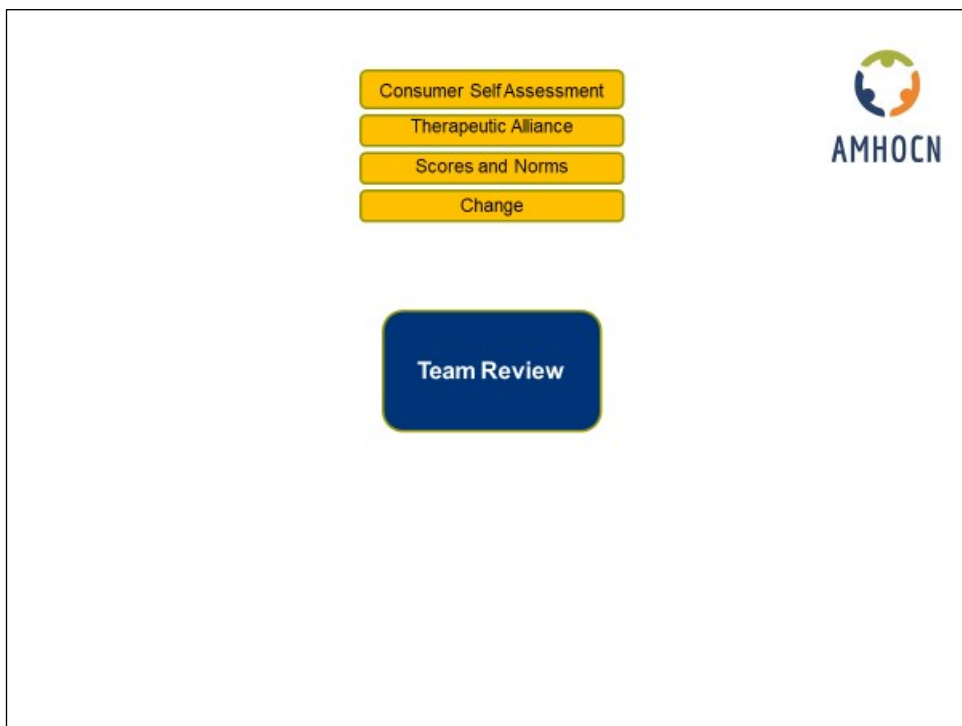 Consumer Self Assessment
Therapeutic Alliance
Scores and Norms
Change
AMHOCN
Team Review